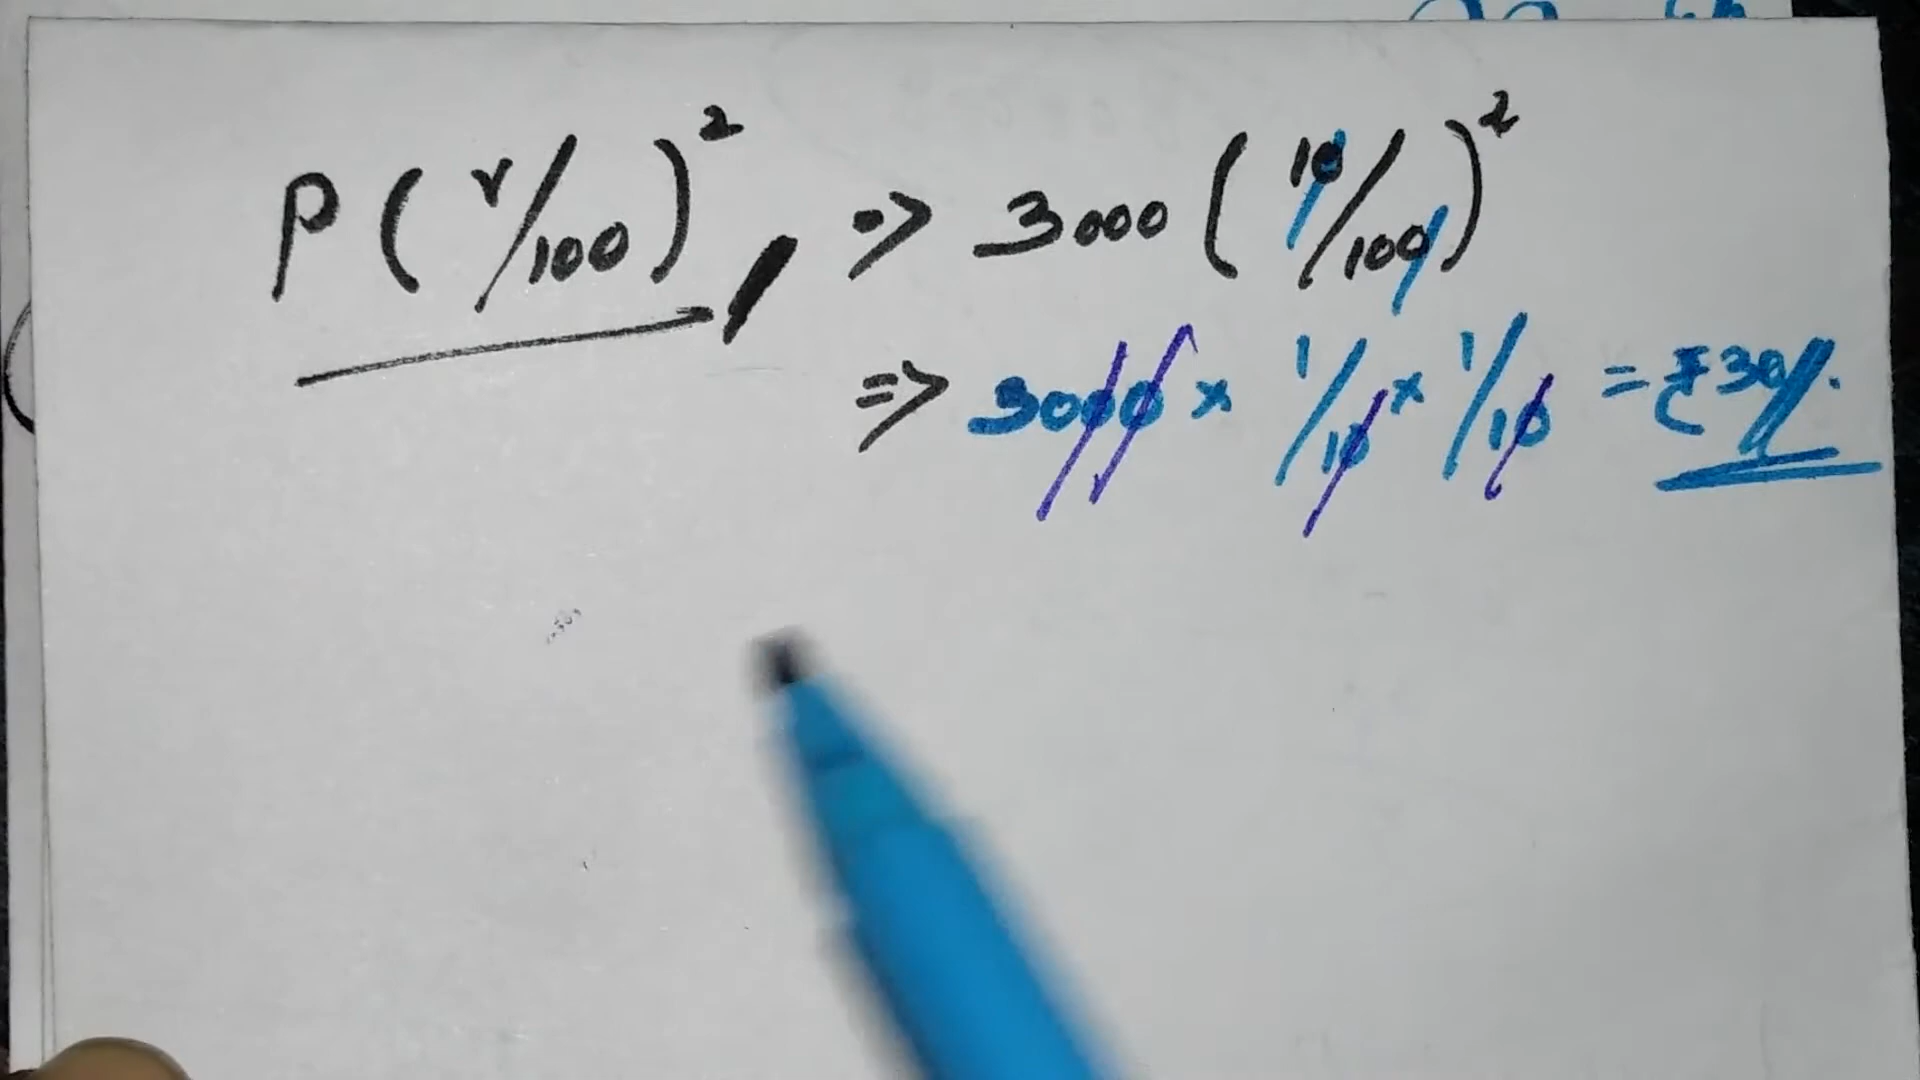 P(r/100)² => 3000(10/100)²
=> 3000 x 1/10 x 1/10 = ₹30/.